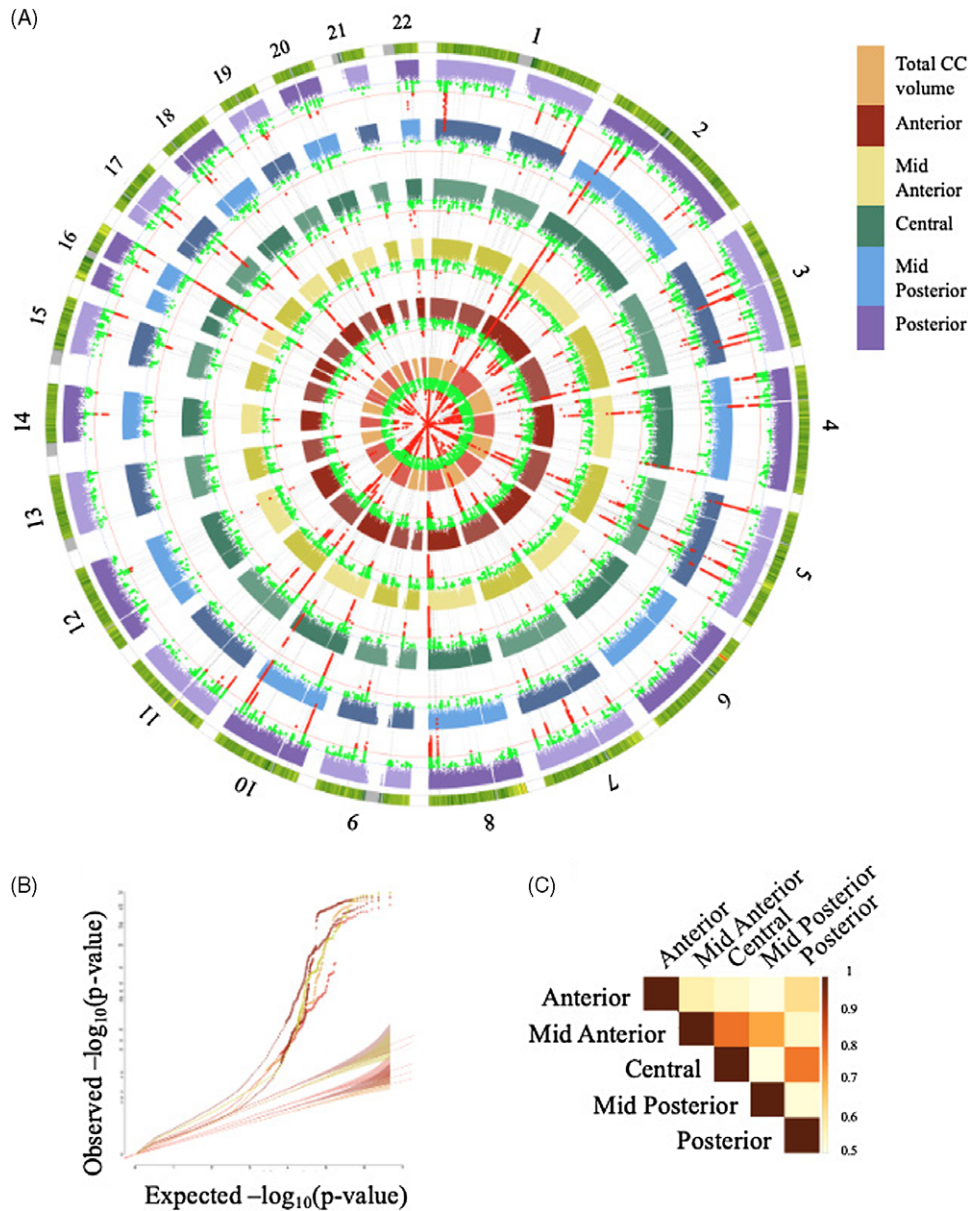 (A)
1
2
3
4
5
6
7
8
9
10
11
12
13
14
15
16
17
18
19
20
21
22
Total CC
volume
Anterior
Mid
Anterior
Central
Mid
Posterior
Posterior
(B)
Observed –log10(p-value)
Expected –log10(p-value)
(C)
Anterior
Mid Anterior
Central
Mid Posterior
Posterior
Anterior
Mid Anterior
Central
Mid Posterior
Posterior
1
0.9
0.8
0.7
0.6
0.5